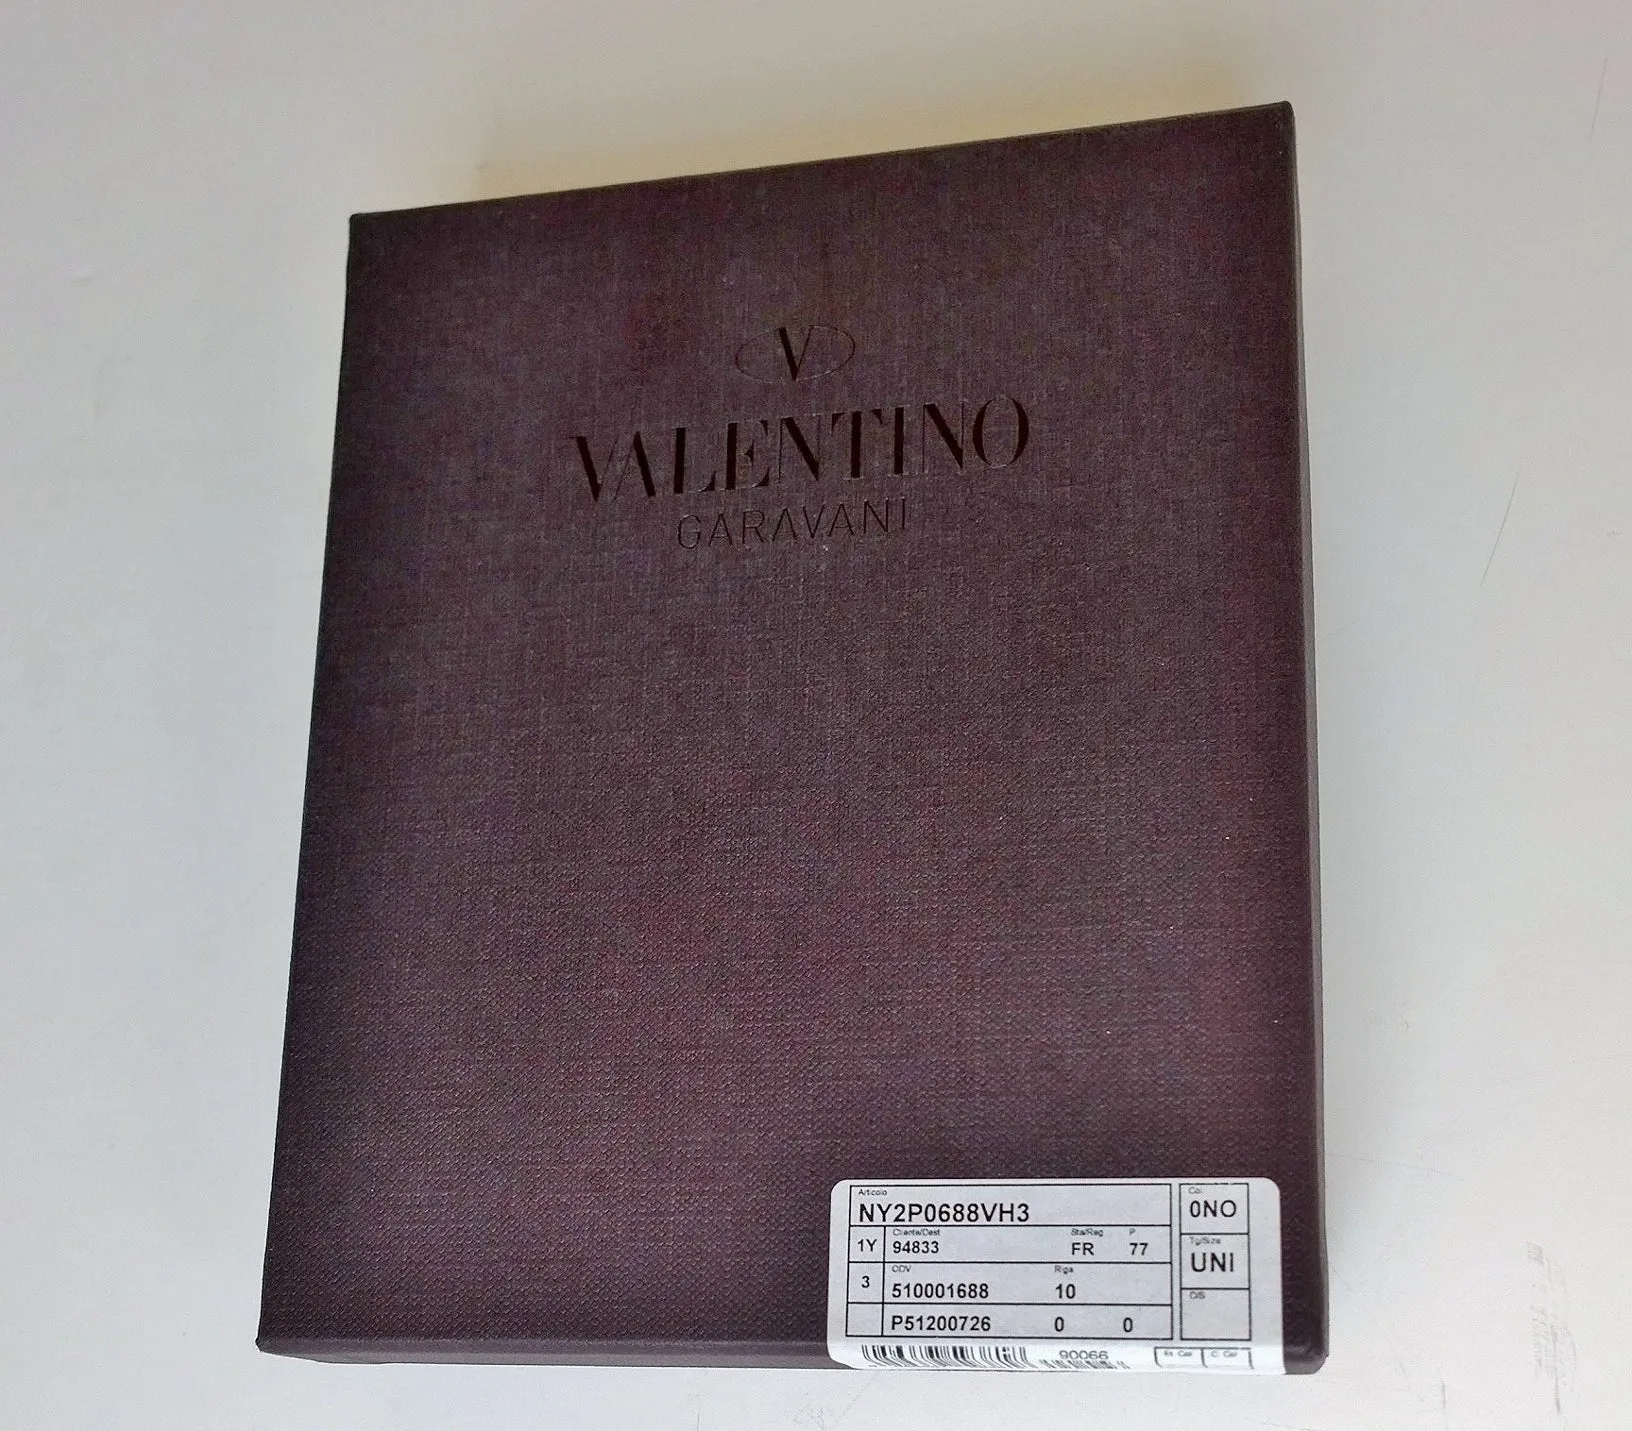 V
VALENTINO
GARAVANI
Articolo
NY2P0688VH3
Col
0NO
Cliente/Dest Sta/Reg P
1Y 94833 FR 77
Tg/Size
UNI
ODV Riga
3 510001688 10
C/S
P51200726 0 0
90066